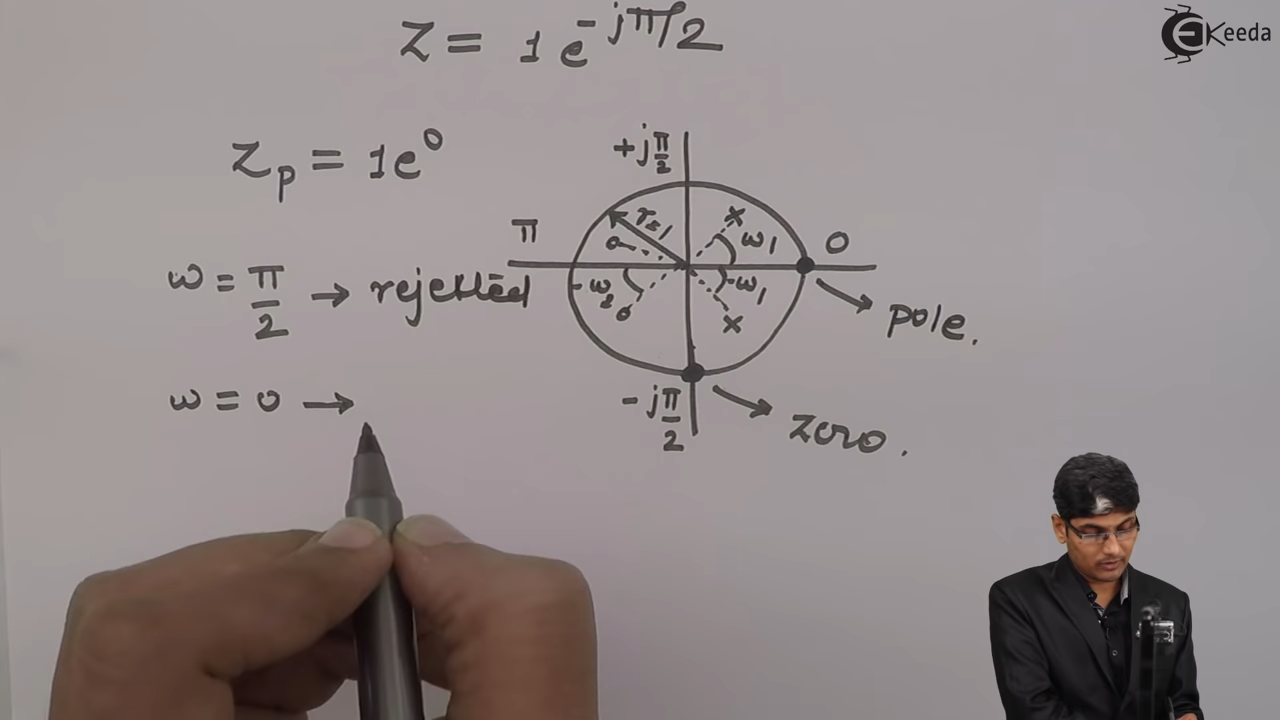 Keeda
z = 1 e^-jπ/2
z_p = 1e^0
+jπ/2
π
r=1
ω1
0
ω = π/2 → rejected
-ω2
-ω1
pole.
ω = 0 →
-jπ/2
zero.